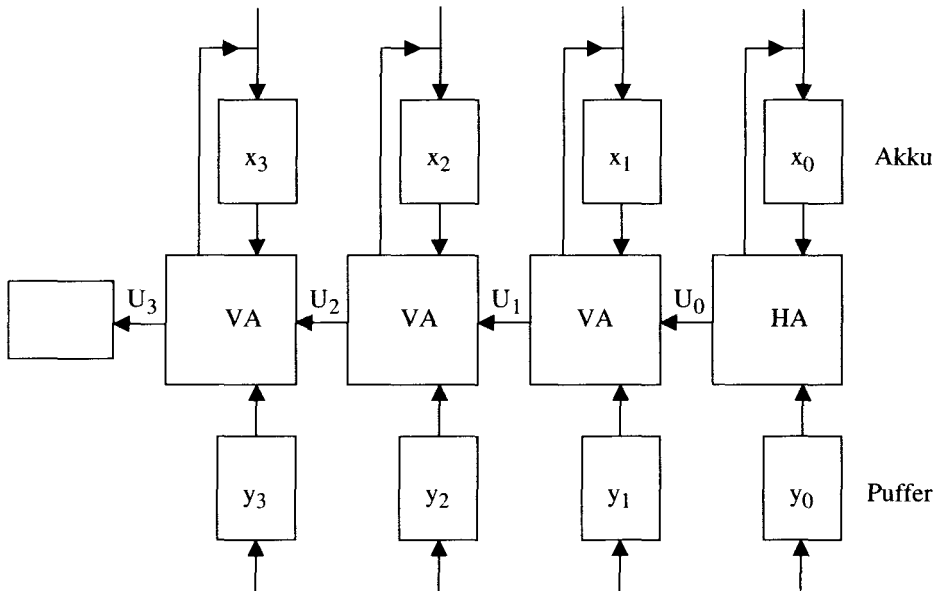 x3 x2 x1 x0 Akku
U3 U2 U1 U0
VA VA VA HA
y3 y2 y1 y0 Puffer